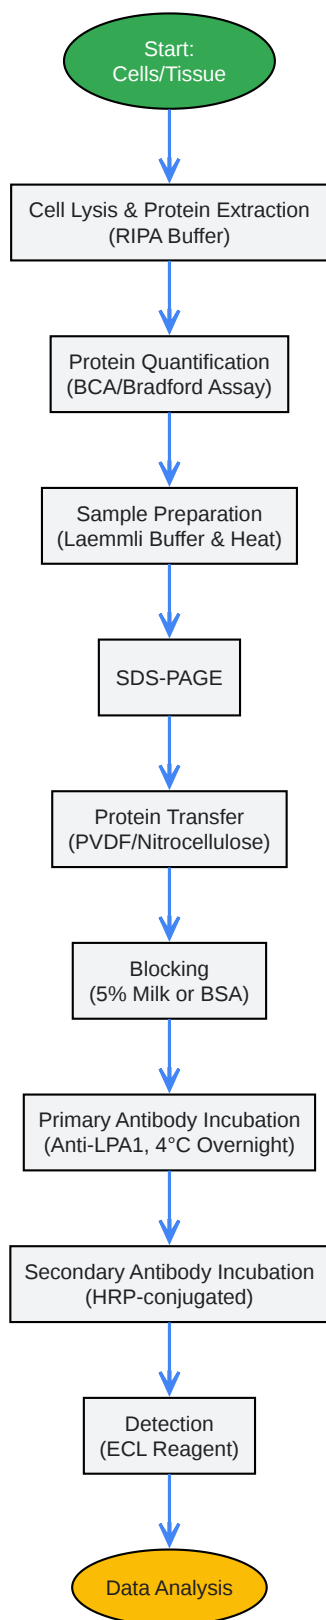 Start:
Cells/Tissue
Cell Lysis & Protein Extraction
(RIPA Buffer)
Protein Quantification
(BCA/Bradford Assay)
Sample Preparation
(Laemmli Buffer & Heat)
SDS-PAGE
Protein Transfer
(PVDF/Nitrocellulose)
Blocking
(5% Milk or BSA)
Primary Antibody Incubation
(Anti-LPA1, 4°C Overnight)
Secondary Antibody Incubation
(HRP-conjugated)
Detection
(ECL Reagent)
Data Analysis